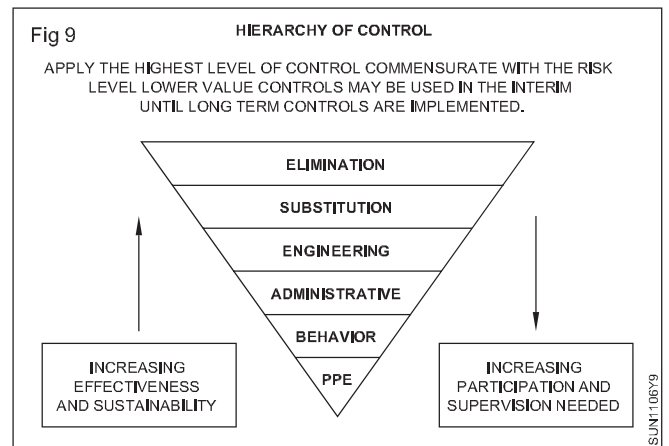 Fig 9
HIERARCHY OF CONTROL
APPLY THE HIGHEST LEVEL OF CONTROL COMMENSURATE WITH THE RISK
LEVEL LOWER VALUE CONTROLS MAY BE USED IN THE INTERIM
UNTIL LONG TERM CONTROLS ARE IMPLEMENTED.
ELIMINATION
SUBSTITUTION
ENGINEERING
ADMINISTRATIVE
BEHAVIOR
PPE
INCREASING
EFFECTIVENESS
AND SUSTAINABILITY
INCREASING
PARTICIPATION AND
SUPERVISION NEEDED
SUN1106Y9